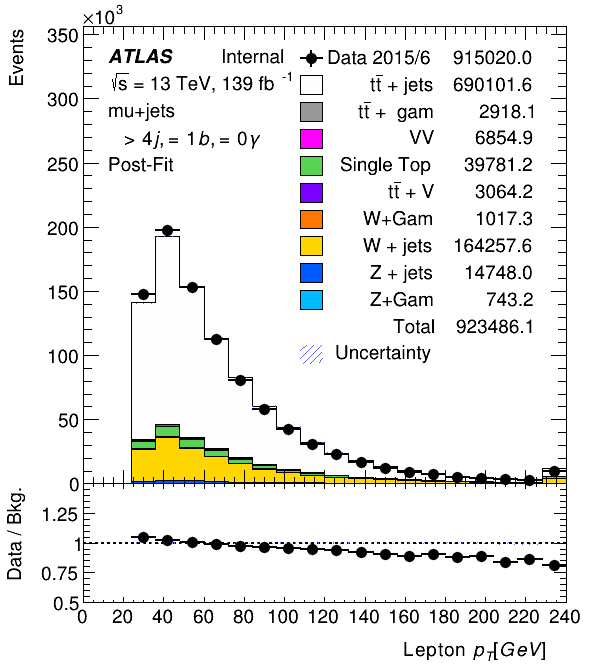 ×10³
Events
350
300
250
200
150
100
50
0
ATLAS Internal
√s = 13 TeV, 139 fb⁻¹
mu+jets
> 4j, = 1b, = 0γ
Post-Fit
Data 2015/6 915020.0
tt̄ + jets 690101.6
tt̄ + gam 2918.1
VV 6854.9
Single Top 39781.2
tt̄ + V 3064.2
W+Gam 1017.3
W + jets 164257.6
Z + jets 14748.0
Z+Gam 743.2
Total 923486.1
Uncertainty
Data / Bkg.
1.25
1
0.75
0.5
0 20 40 60 80 100 120 140 160 180 200 220 240
Lepton p_T[GeV]